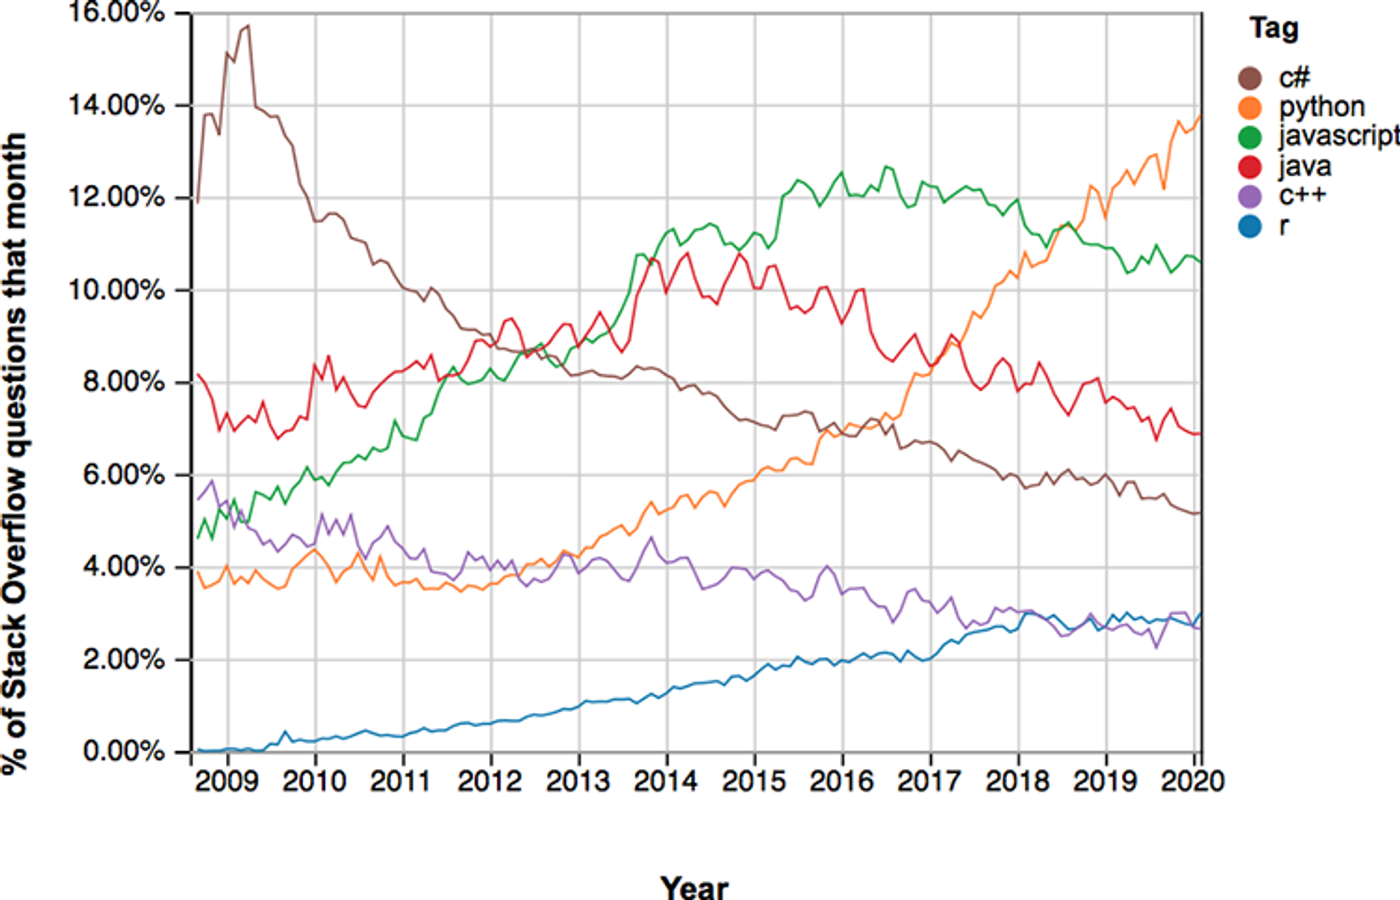 % of Stack Overflow questions that month
16.00%
14.00%
12.00%
10.00%
8.00%
6.00%
4.00%
2.00%
0.00%
2009 2010 2011 2012 2013 2014 2015 2016 2017 2018 2019 2020
Year
Tag
c#
python
javascript
java
c++
r